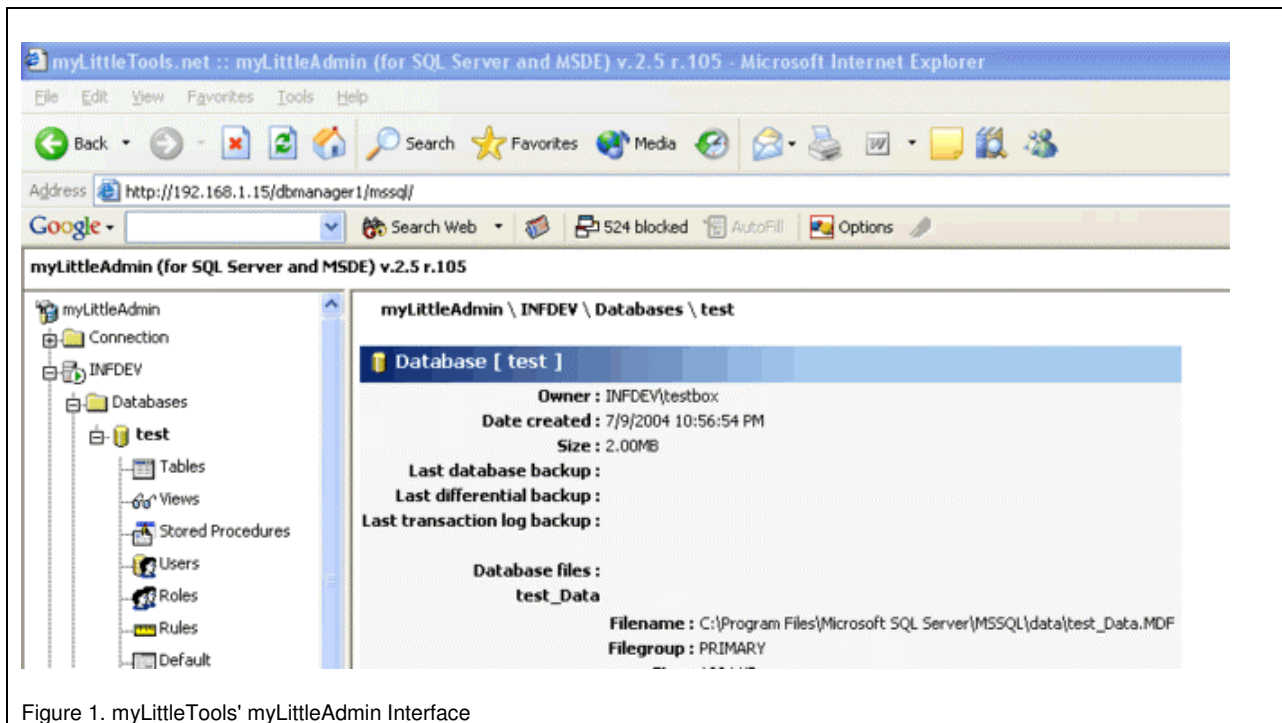 myLittleTools.net :: myLittleAdmin (for SQL Server and MSDE) v.2.5 r.105 - Microsoft Internet Explorer
File Edit View Favorites Tools Help
Back Search Favorites Media
Address http://192.168.1.15/dbmanager1/mssql/
Google Search Web 524 blocked AutoFill Options
myLittleAdmin (for SQL Server and MSDE) v.2.5 r.105
myLittleAdmin
Connection
INFDEV
Databases
test
Tables
Views
Stored Procedures
Users
Roles
Rules
Default
myLittleAdmin \ INFDEV \ Databases \ test
Database [ test ]
Owner : INFDEV\testbox
Date created : 7/9/2004 10:56:54 PM
Size : 2.00MB
Last database backup :
Last differential backup :
Last transaction log backup :
Database files :
test_Data
Filename : C:\Program Files\Microsoft SQL Server\MSSQL\data\test_Data.MDF
Filegroup : PRIMARY
Figure 1. myLittleTools' myLittleAdmin Interface